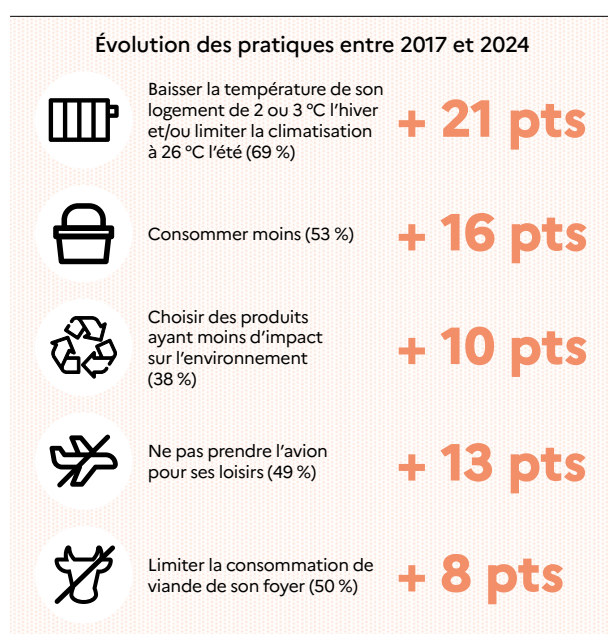 Évolution des pratiques entre 2017 et 2024
Baisser la température de son
logement de 2 ou 3 °C l’hiver
et/ou limiter la climatisation
à 26 °C l’été (69 %)
+ 21 pts
Consommer moins (53 %)
+ 16 pts
Choisir des produits
ayant moins d’impact
sur l’environnement
(38 %)
+ 10 pts
Ne pas prendre l’avion
pour ses loisirs (49 %)
+ 13 pts
Limiter la consommation de
viande de son foyer (50 %)
+ 8 pts